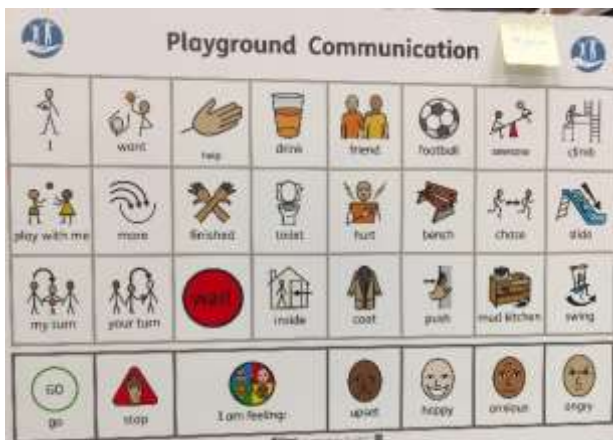 Playground Communication
I want help drink friend football seesaw climb
play with me more finished toilet hurt bench chase slide
wait
my turn your turn inside coat push mud kitchen swing
GO
go stop I am feeling: upset happy anxious angry